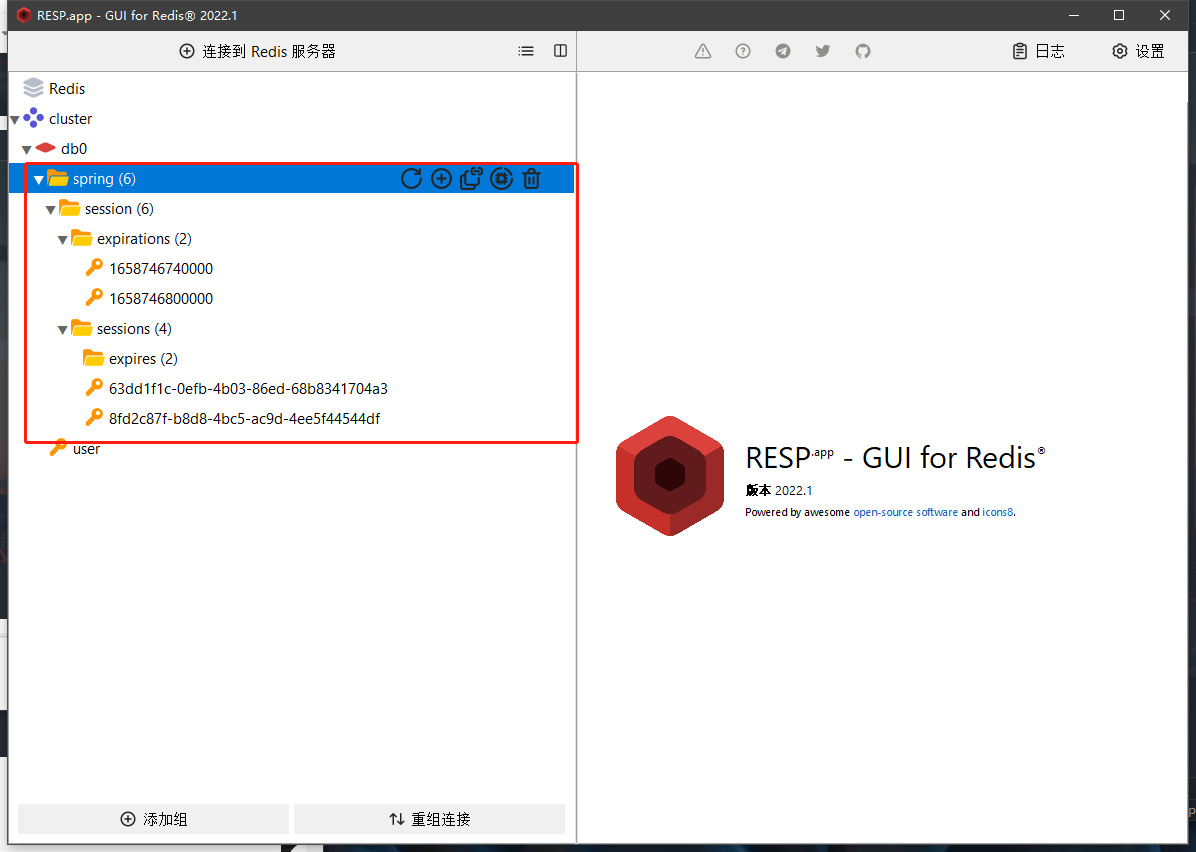 RESP.app - GUI for Redis® 2022.1
连接到 Redis 服务器
日志
设置
Redis
cluster
db0
spring (6)
session (6)
expirations (2)
1658746740000
1658746800000
sessions (4)
expires (2)
63dd1f1c-0efb-4b03-86ed-68b8341704a3
8fd2c87f-b8d8-4bc5-ac9d-4ee5f44544df
user
RESP.app - GUI for Redis®
版本 2022.1
Powered by awesome open-source software and icons8.
添加组
重组连接